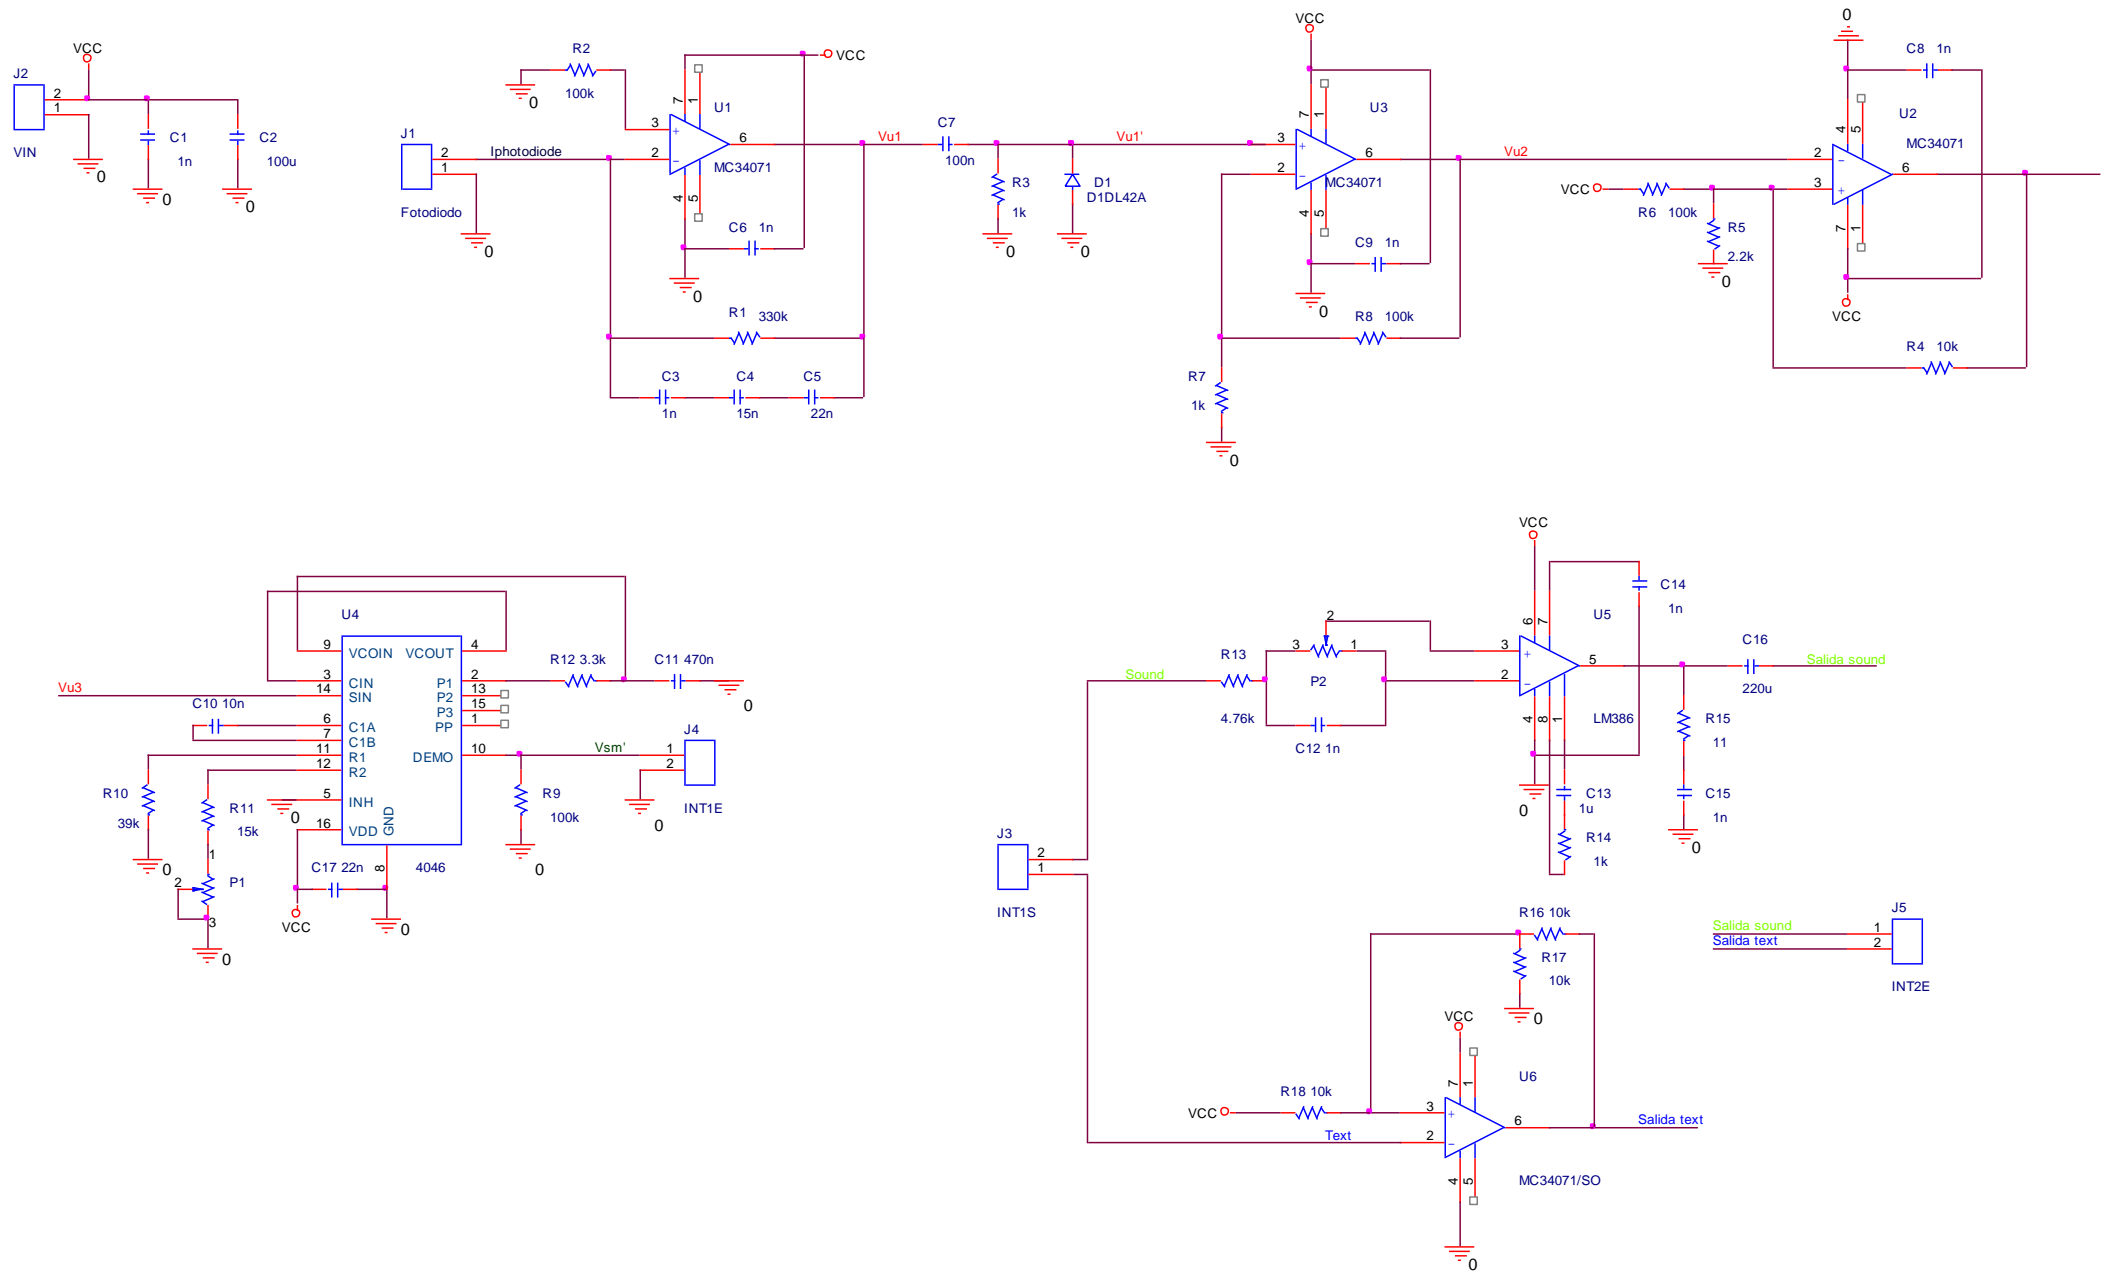 VCC
J2
2
1
VIN
C1
1n
C2
100u
0
0
0
R2
100k
0
VCC
J1
2
1
Fotodiodo
0
Iphotodiode
3
2
7
1
U1
6
MC34071
4
5
C6 1n
0
R1 330k
C3
1n
C4
15n
C5
22n
Vu1
C7
100n
Vu1'
R3
1k
0
D1
D1DL42A
0
VCC
7
1
U3
3
2
6
MC34071
4
5
C9 1n
0
R8 100k
R7
1k
0
Vu2
0
C8 1n
4
5
U2
MC34071
2
3
6
7
1
VCC
VCC
R6 100k
R5
2.2k
0
R4 10k
Vu3
U4
9 VCOIN VCOUT 4
3 CIN P1 2
14 SIN P2 13
P3 15
6 C1A PP 1
7 C1B
11 R1 DEMO 10
12 R2
5 INH
16 VDD GND
8
4046
C10 10n
R10
39k
0
R11
15k
1
2
P1
3
0
0
C17 22n
VCC
0
R12 3.3k
C11 470n
0
Vsm'
R9
100k
0
J4
1
2
INT1E
0
VCC
C14
1n
U5
6
7
3
2
5
LM386
4
8
1
0
C13
1u
R14
1k
C16
220u
Salida sound
R15
11
C15
1n
0
Sound
R13
4.76k
3
2
1
P2
C12 1n
J3
2
1
INT1S
R16 10k
R17
10k
0
VCC
7
1
U6
R18 10k
VCC
3
2
6
Text
Salida text
4
5
MC34071/SO
0
J5
Salida sound
1
Salida text
2
INT2E